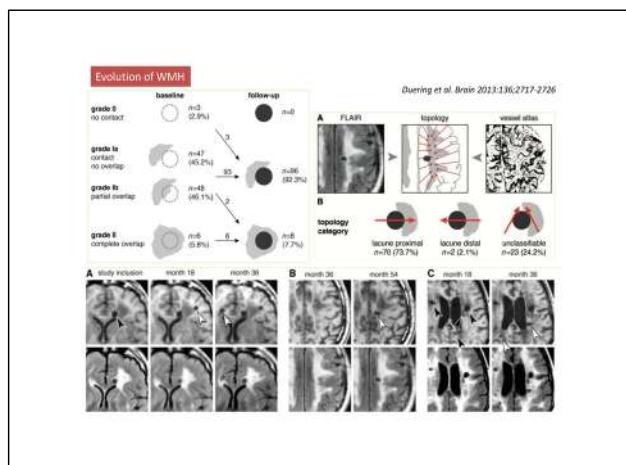 Evolution of WMH
Duering et al. Brain 2013:136;2717-2726
baseline
follow-up
grade 0
no contact
n=3
(2.9%)
n=0
3
grade Ia
contact
no overlap
n=47
(45.2%)
93
n=96
(92.3%)
grade Ib
partial overlap
n=48
(46.1%)
2
grade II
complete overlap
n=6
(5.8%)
6
n=8
(7.7%)
A
FLAIR
topology
vessel atlas
B
topology
category
lacune proximal
n=70 (73.7%)
lacune distal
n=2 (2.1%)
unclassifiable
n=23 (24.2%)
A
study inclusion
month 18
month 36
B
month 36
month 54
C
month 18
month 36